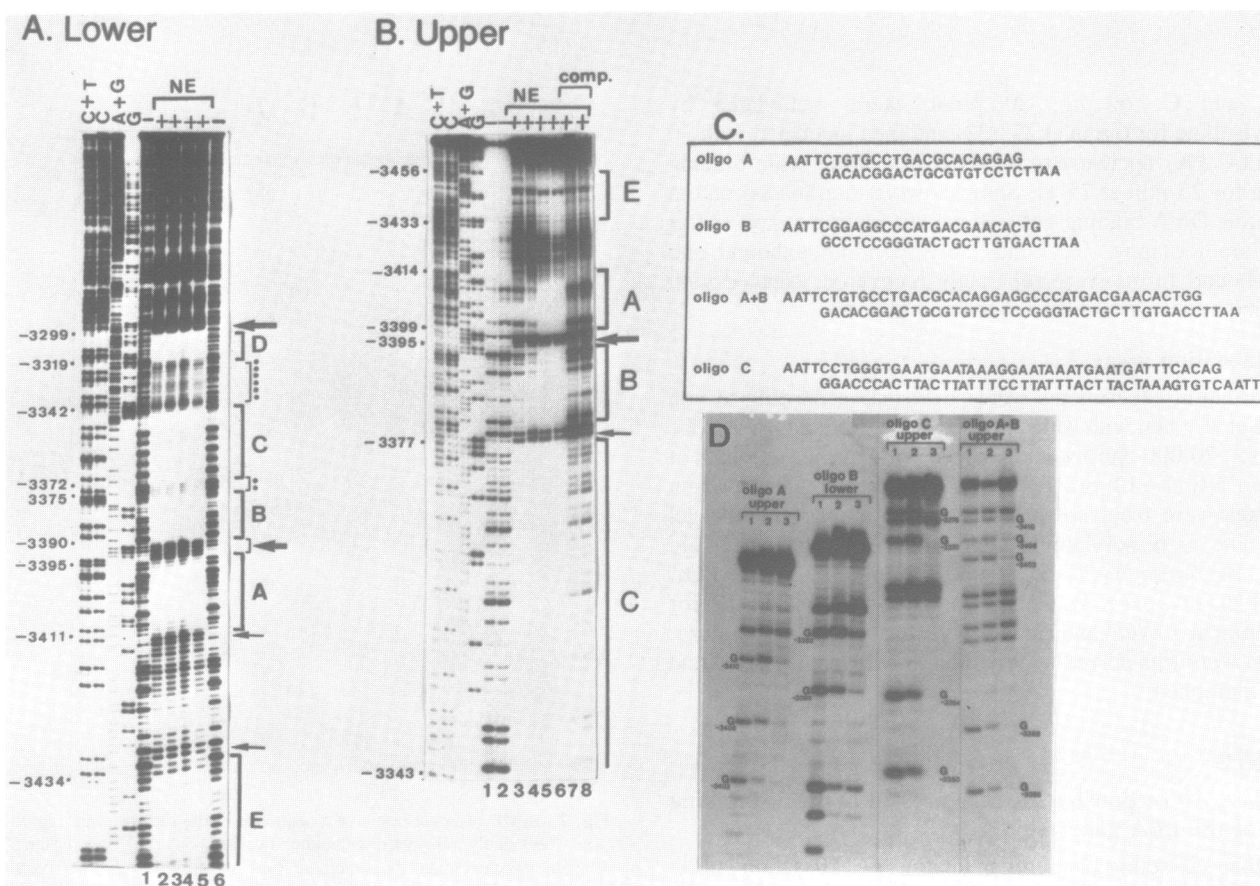 A. Lower
C+T
C
A+G
G
NE
–
+
+
+
+
–
−3299
−3319
−3342
−3372
−3375
−3390
−3395
−3411
−3434
D
C
B
A
E
1 2 3 4 5 6
B. Upper
C+T
C
A+G
G
NE
comp.
+
+
+
+
+
+
−3456
−3433
−3414
−3399
−3395
−3377
−3343
E
A
B
C
1 2 3 4 5 6 7 8
C.
oligo A AATTCTGTGCCTGACGCACAGGAG
GACACGGACTGCGTGTCCTCTTAA
oligo B AATTCGGAGGCCCATGACGAACACTG
GCCTCCGGGTACTGCTTGTGACTTAA
oligo A+B AATTCTGTGCCTGACGCACAGGAGGCCCATGACGAACACTGG
GACACGGACTGCGTGTCCTCCGGGTACTGCTTGTGACCTTAA
oligo C AATTCCTGGGTGAATGAATAAAGGAATAAATGAATGATTTCACAG
GGACCCACTTACTTATTTCCTTATTTACTTACTAAAGTGTCAATT
D
oligo A
upper
1 2 3
oligo B
lower
1 2 3
oligo C
upper
1 2 3
oligo A+B
upper
1 2 3
G
G
G
G
G
G
G
G
G
G
G
G
G
G